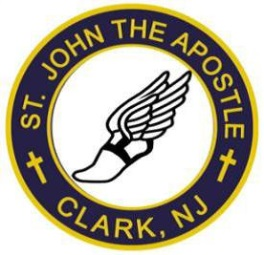 ST. JOHN THE APOSTLE
CLARK, NJ